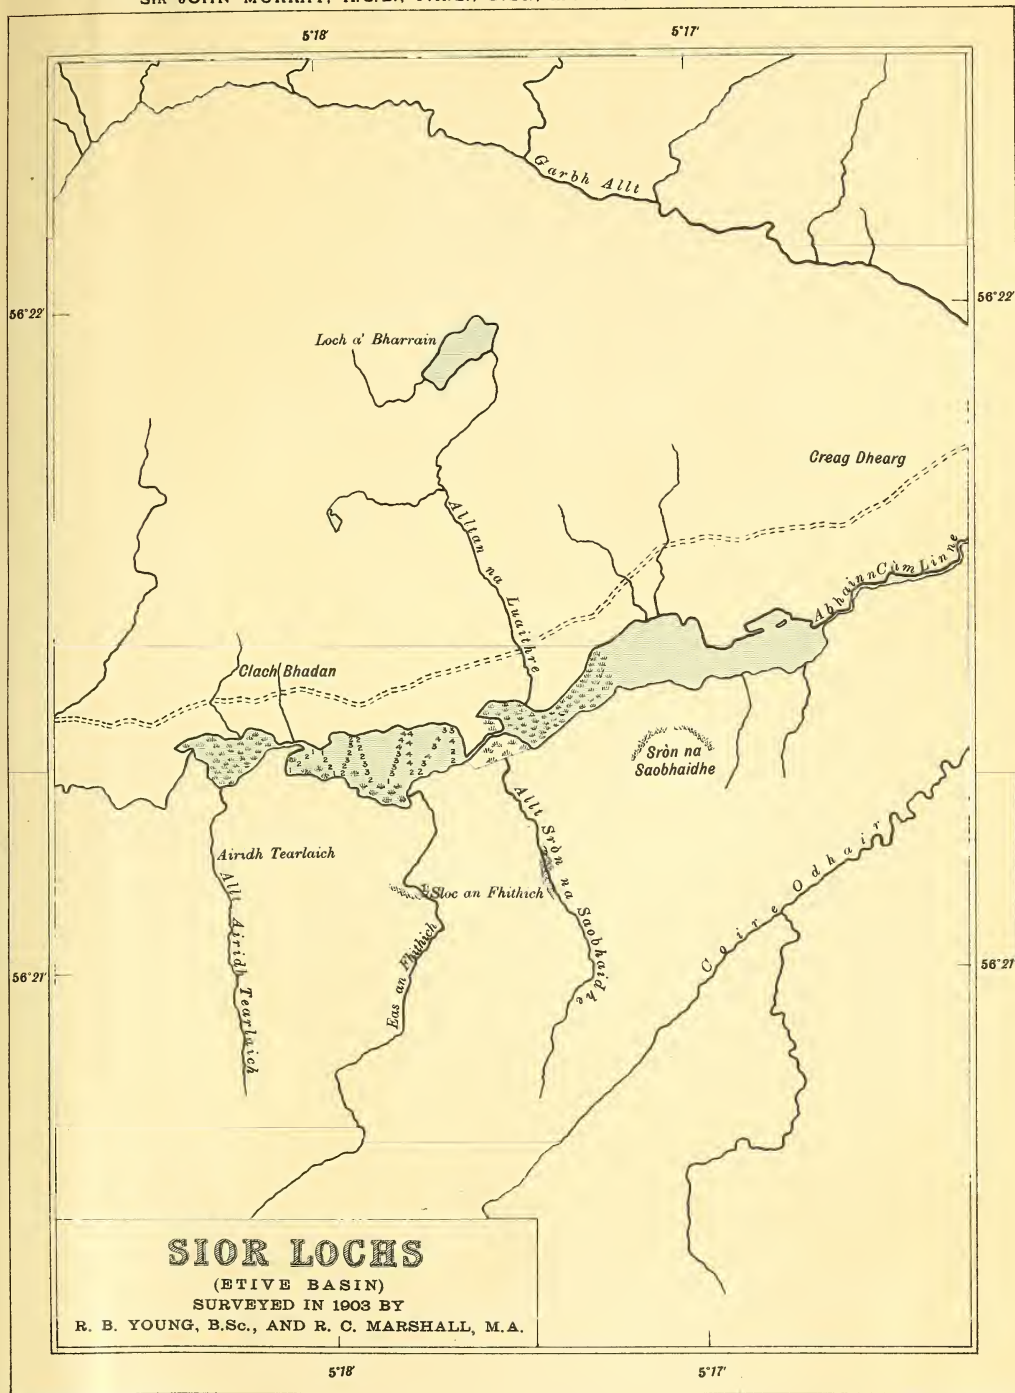 5°18' 5°17'
Garbh Allt
56°22' 56°22'
Loch a' Bharrain
Creag Dhearg
Alltan na Luaithre
Abhainn Càm Linne
Clach Bhadan
Sròn na
Saobhaidhe
Airidh Tearlaich
Allt Sròn na Saobhaidhe
Sloc an Fhithich
Coire Odhair
Allt Airidh Tearlaich
Eas an Fhithich
56°21' 56°21'
SIOR LOCHS
(ETIVE BASIN)
SURVEYED IN 1903 BY
R. B. YOUNG, B.Sc., AND R. C. MARSHALL, M.A.
5°18' 5°17'